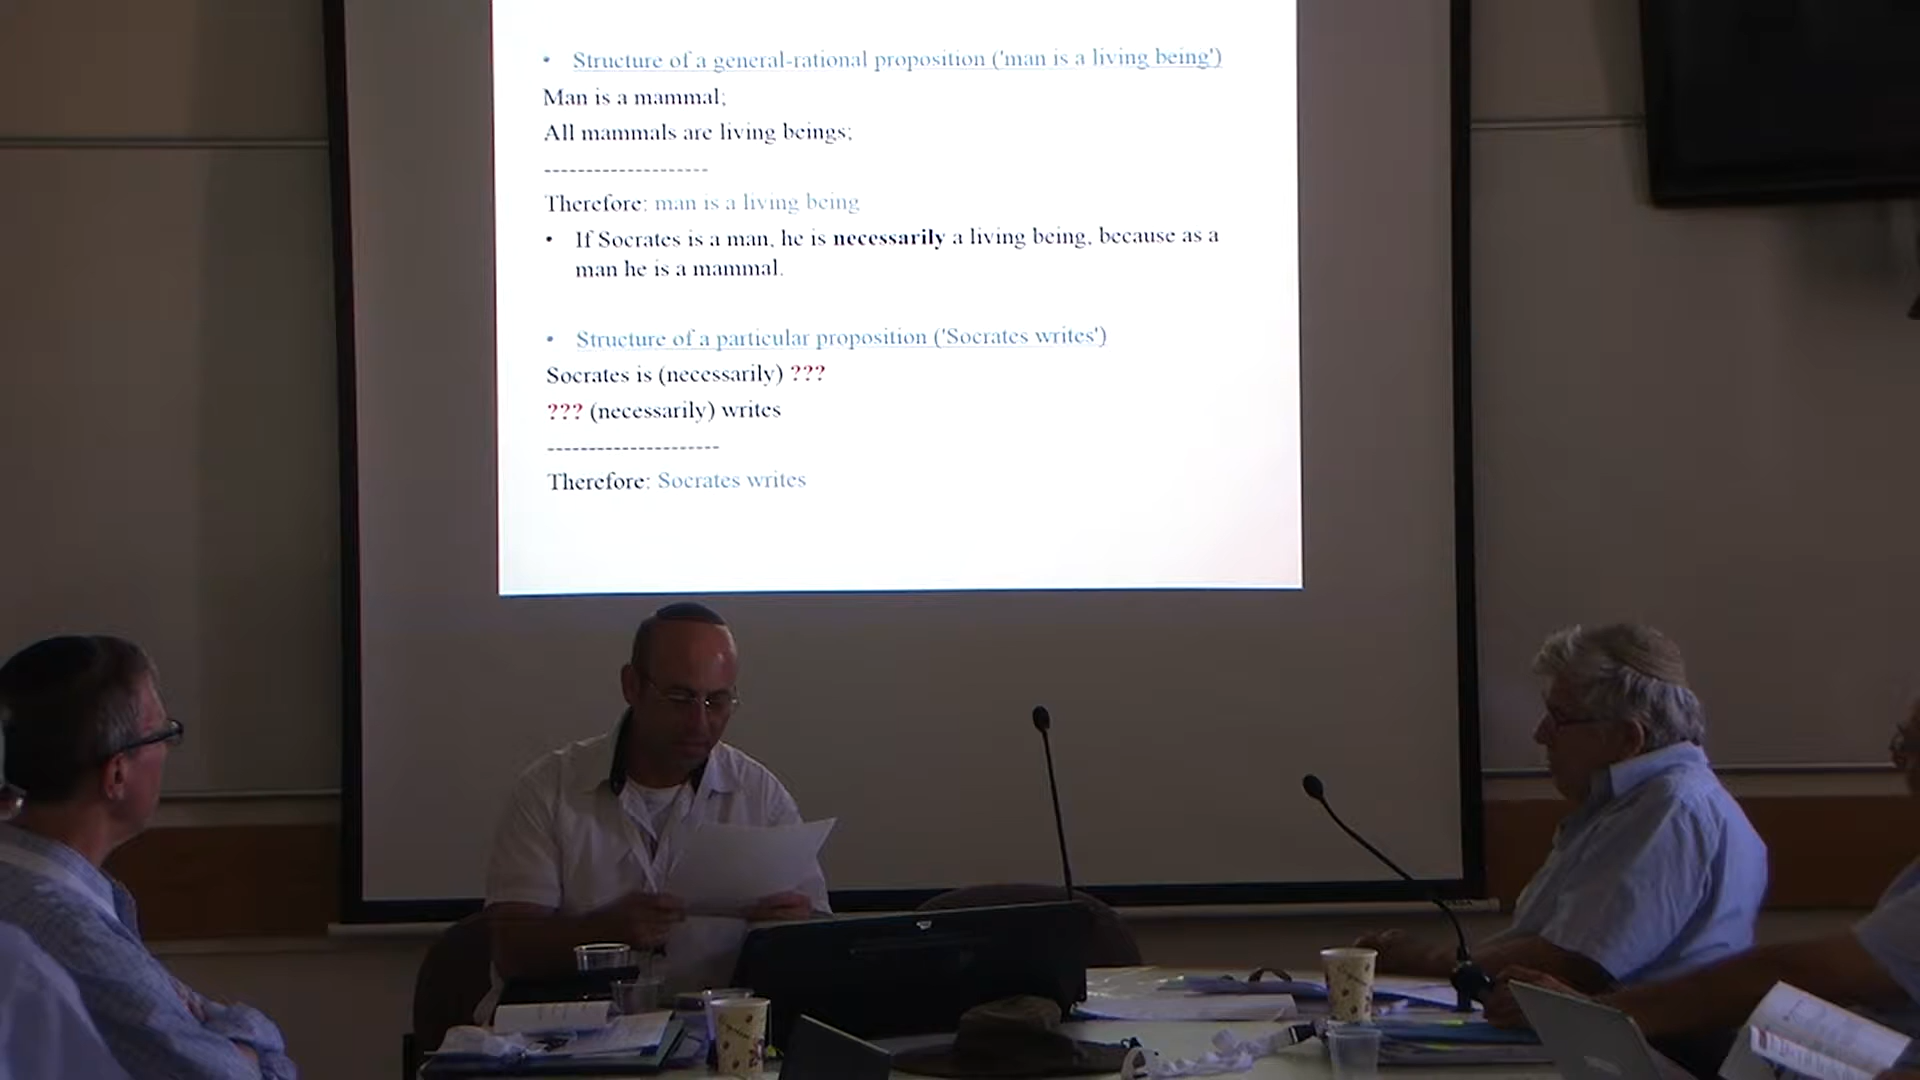 • Structure of a general-rational proposition ('man is a living being')
Man is a mammal;
All mammals are living beings;
-------------------
Therefore: man is a living being
• If Socrates is a man, he is necessarily a living being, because as a
man he is a mammal.
• Structure of a particular proposition ('Socrates writes')
Socrates is (necessarily) ???
??? (necessarily) writes
--------------------
Therefore: Socrates writes